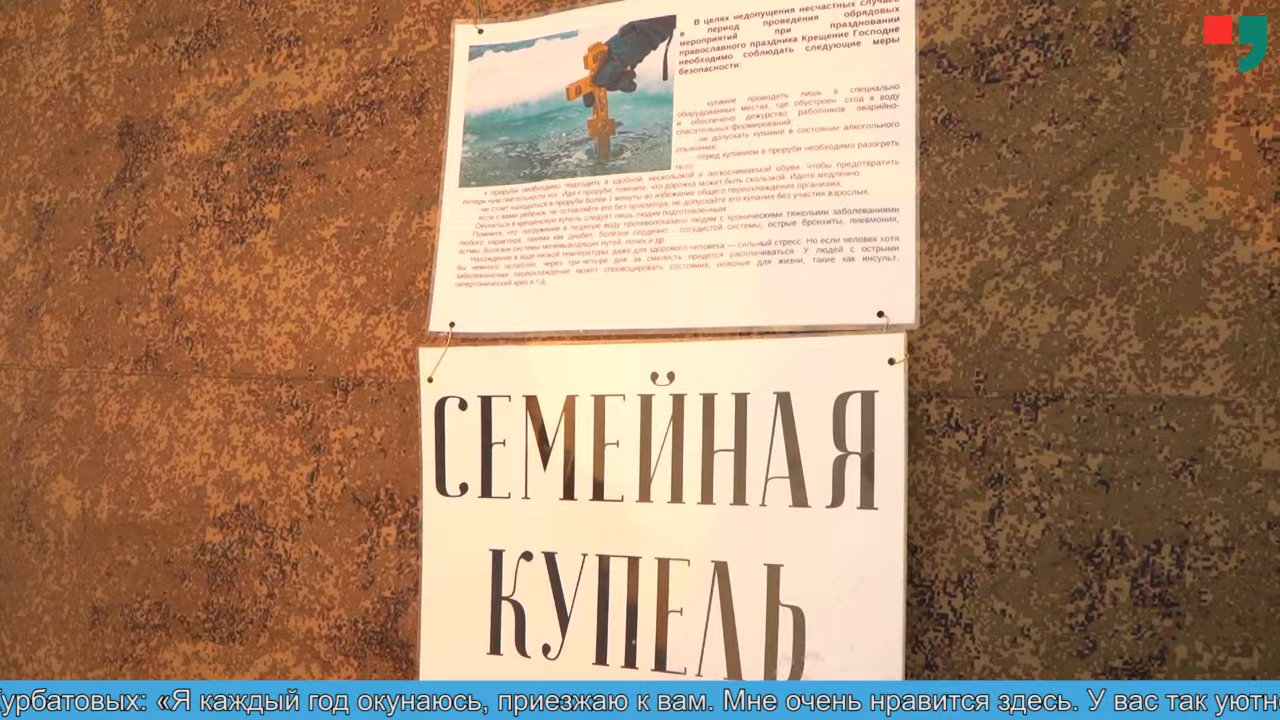 В целях недопущения несчастных случаев
в период проведения обрядовых
мероприятий при праздновании
православного праздника Крещение Господне
необходимо соблюдать следующие меры
безопасности:
- купание проводить лишь в специально
оборудованных местах, где обустроен сход в воду
и обеспечено дежурство работников аварийно-
спасательных формирований;
- не допускать купание в состоянии алкогольного
опьянения;
- перед купанием в проруби необходимо разогреть
тело;
- к проруби необходимо подходить в удобной, нескользкой и легкоснимаемой обуви, чтобы предотвратить
потери чувствительности ног. Идя к проруби, помните, что дорожка может быть скользкой. Идите медленно;
- не стоит находиться в проруби более 1 минуты во избежание общего переохлаждения организма;
- если с вами ребенок, не оставляйте его без присмотра, не допускайте его купания без участия взрослых.
Окунаться в крещенскую купель следует лишь людям подготовленным.
Помните, что погружение в ледяную воду противопоказано людям с хроническими тяжелыми заболеваниями
любого характера, такими как диабет, болезни сердечно - сосудистой системы, острые бронхиты, пневмония,
астмы, болезни системы мочевыводящих путей, почек и др.
Нахождение в воде низкой температуры даже для здорового человека — сильный стресс. Но если человек хотя
бы немного ослаблен, через три-четыре дня за смелость придётся расплачиваться. У людей с острыми
заболеваниями переохлаждение может спровоцировать состояния, опасные для жизни, такие как инсульт,
гипертонический криз и т.д.
СЕМЕЙНАЯ
КУПЕЛЬ
Курбатовых: «Я каждый год окунаюсь, приезжаю к вам. Мне очень нравится здесь. У вас так уютн